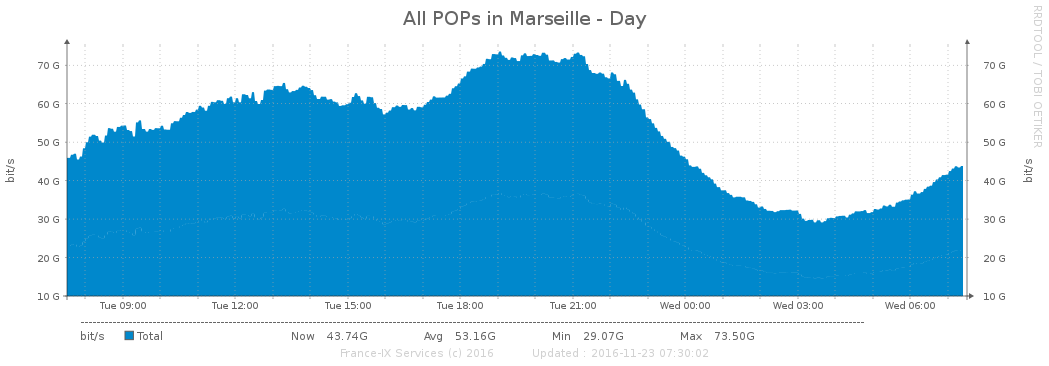 All POPs in Marseille - Day
RRDTOOL / TOBI OETIKER
bit/s
70 G 70 G
60 G 60 G
50 G 50 G
40 G 40 G
30 G 30 G
20 G 20 G
10 G 10 G
bit/s
Tue 09:00 Tue 12:00 Tue 15:00 Tue 18:00 Tue 21:00 Wed 00:00 Wed 03:00 Wed 06:00
bit/s Total Now 43.74G Avg 53.16G Min 29.07G Max 73.50G
France-IX Services (c) 2016 Updated : 2016-11-23 07:30:02